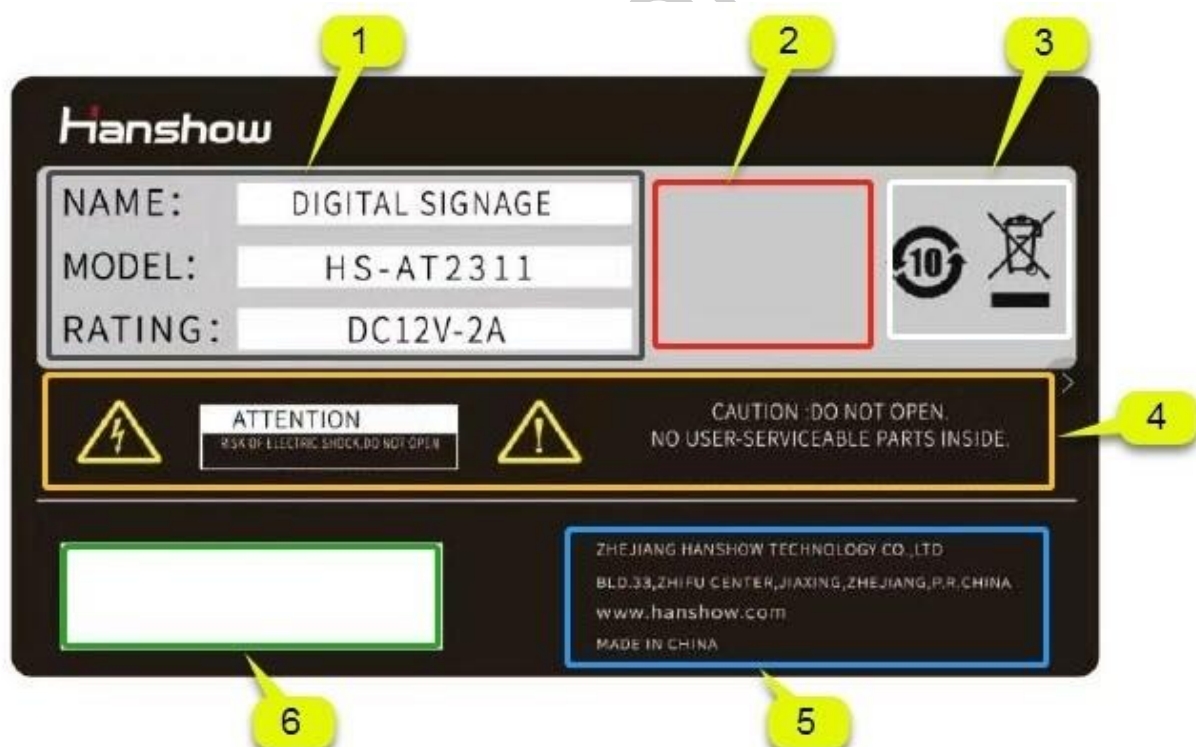 1
2
3
Hanshow
NAME: DIGITAL SIGNAGE
MODEL: HS-AT2311
RATING: DC12V-2A
10
ATTENTION
RISK OF ELECTRIC SHOCK,DO NOT OPEN
CAUTION :DO NOT OPEN.
NO USER-SERVICEABLE PARTS INSIDE.
4
ZHEJIANG HANSHOW TECHNOLOGY CO.,LTD
BLD.33,ZHIFU CENTER,JIAXING,ZHEJIANG,P.R.CHINA
www.hanshow.com
MADE IN CHINA
6
5